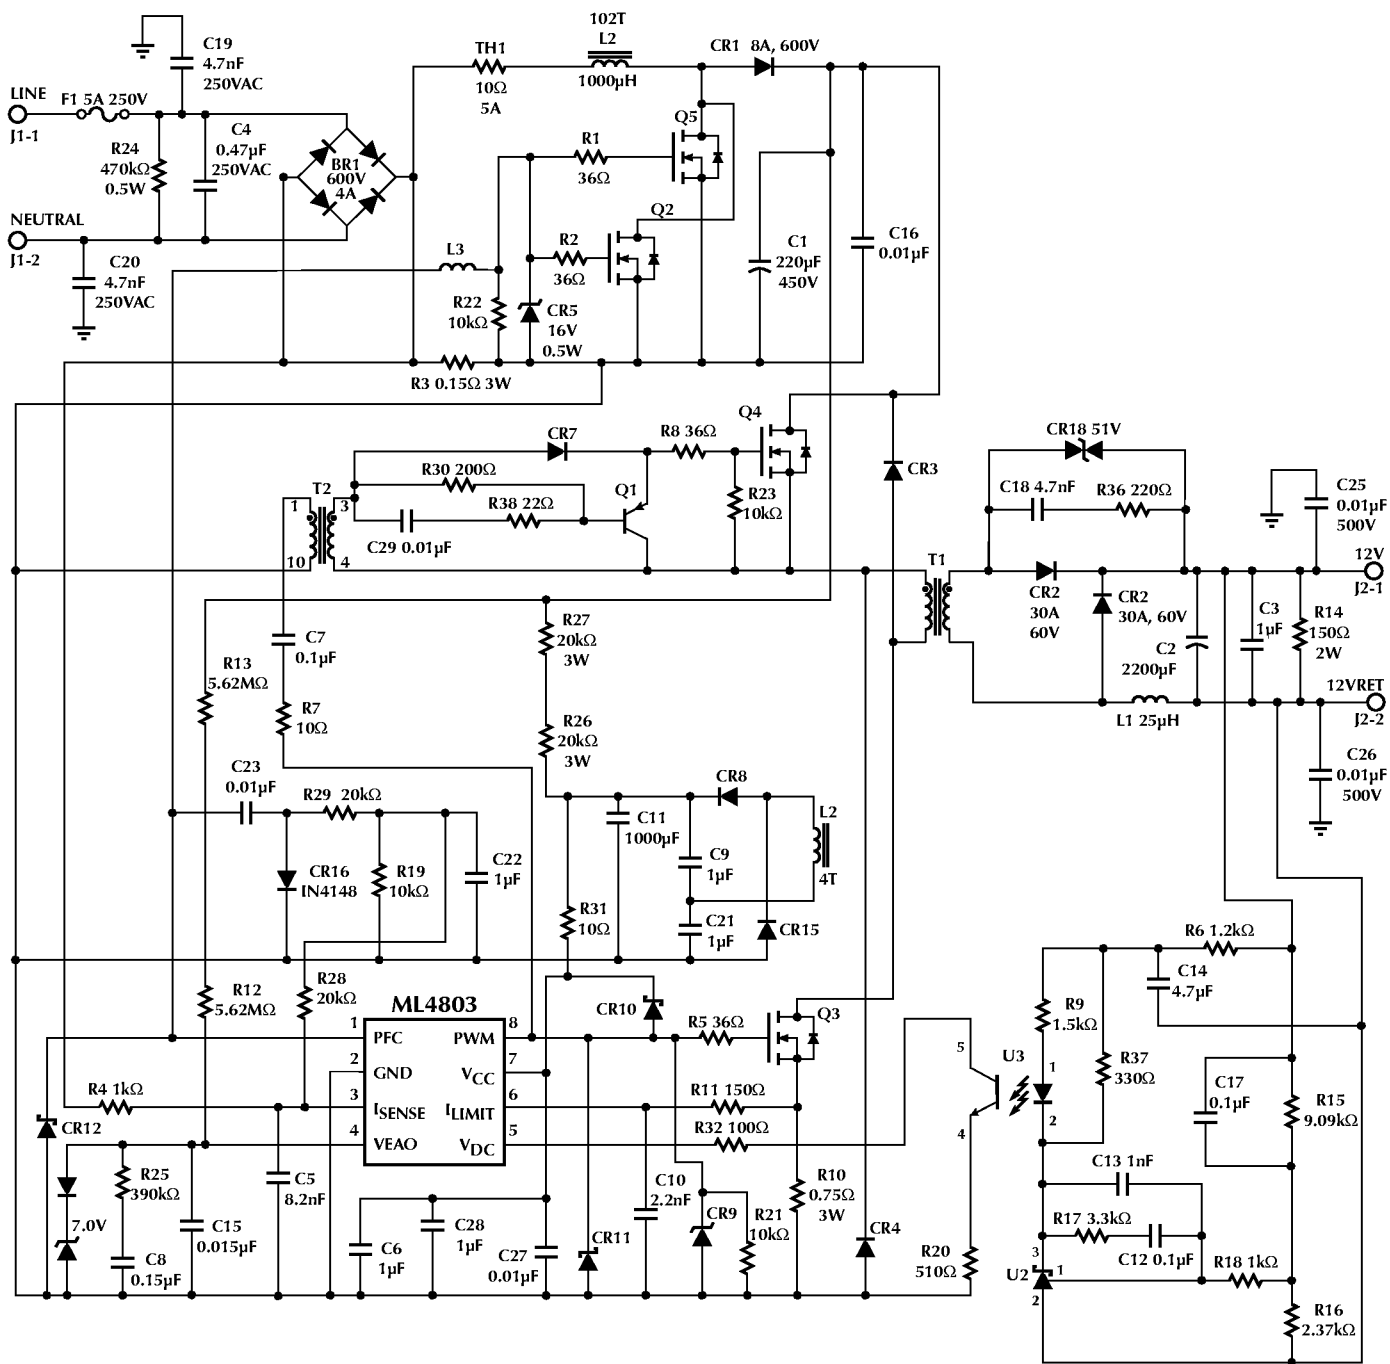 102T
L2
1000µH
CR1 8A, 600V
TH1
10Ω
5A
C19
4.7nF
250VAC
LINE
J1-1
F1 5A 250V
R24
470kΩ
0.5W
C4
0.47µF
250VAC
BR1
600V
4A
Q5
R1
36Ω
Q2
R2
36Ω
NEUTRAL
J1-2
C20
4.7nF
250VAC
L3
R22
10kΩ
CR5
16V
0.5W
C1
220µF
450V
C16
0.01µF
R3 0.15Ω 3W
CR7
R8 36Ω
Q4
CR3
CR18 51V
C18 4.7nF
R36 220Ω
C25
0.01µF
500V
T2
1
3
10
4
R30 200Ω
R38 22Ω
C29 0.01µF
Q1
R23
10kΩ
T1
12V
J2-1
CR2
30A
60V
CR2
30A, 60V
C2
2200µF
C3
1µF
R14
150Ω
2W
12VRET
J2-2
L1 25µH
C26
0.01µF
500V
C7
0.1µF
R13
5.62MΩ
R7
10Ω
R27
20kΩ
3W
R26
20kΩ
3W
C23
0.01µF
R29 20kΩ
CR16
IN4148
R19
10kΩ
C22
1µF
CR8
C11
1000µF
C9
1µF
L2
4T
R31
10Ω
C21
1µF
CR15
R12
5.62MΩ
R28
20kΩ
ML4803
1
PFC
PWM
8
2
GND
VCC
7
3
ISENSE
ILIMIT
6
4
VEAO
VDC
5
CR10
R5 36Ω
Q3
R11 150Ω
R32 100Ω
R4 1kΩ
CR12
R25
390kΩ
7.0V
C8
0.15µF
C15
0.015µF
C5
8.2nF
C6
1µF
C28
1µF
C27
0.01µF
CR11
C10
2.2nF
CR9
R21
10kΩ
R10
0.75Ω
3W
CR4
R20
510Ω
5
U3
4
1
2
R6 1.2kΩ
C14
4.7µF
R9
1.5kΩ
R37
330Ω
C17
0.1µF
R15
9.09kΩ
C13 1nF
R17 3.3kΩ
C12 0.1µF
3
U2
1
2
R18 1kΩ
R16
2.37kΩ